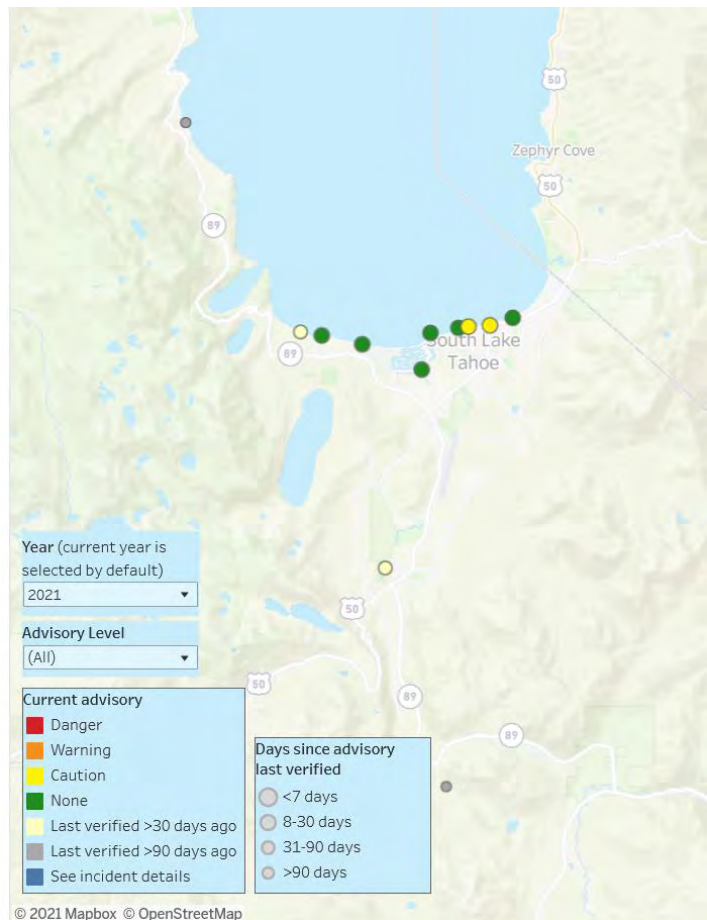 50
Zephyr Cove
50
89
89
South Lake
Tahoe
50
Year (current year is
selected by default)
2021
Advisory Level
(All)
50
89
89
Current advisory
Danger
Warning
Caution
None
Last verified >30 days ago
Last verified >90 days ago
See incident details
Days since advisory
last verified
<7 days
8-30 days
31-90 days
>90 days
© 2021 Mapbox © OpenStreetMap